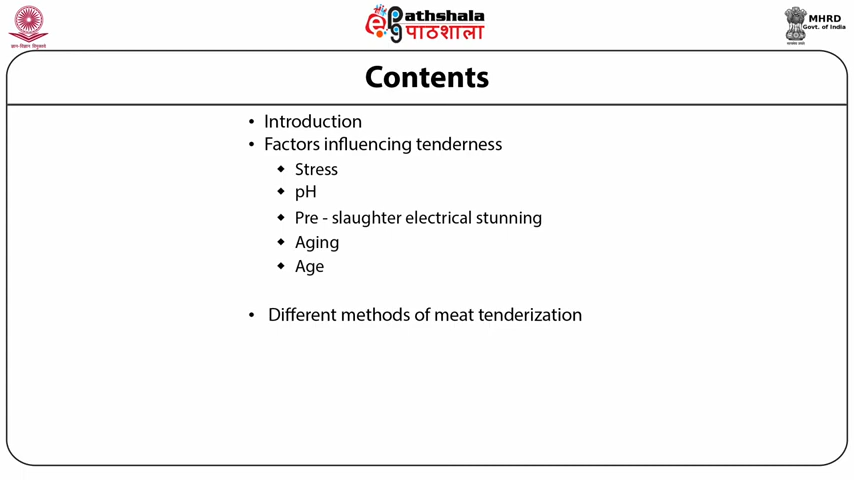 ज्ञान-विज्ञान विमुक्तये
e Pathshala
पाठशाला
MHRD
Govt. of India
Contents
• Introduction
• Factors influencing tenderness
◆ Stress
◆ pH
◆ Pre - slaughter electrical stunning
◆ Aging
◆ Age
• Different methods of meat tenderization